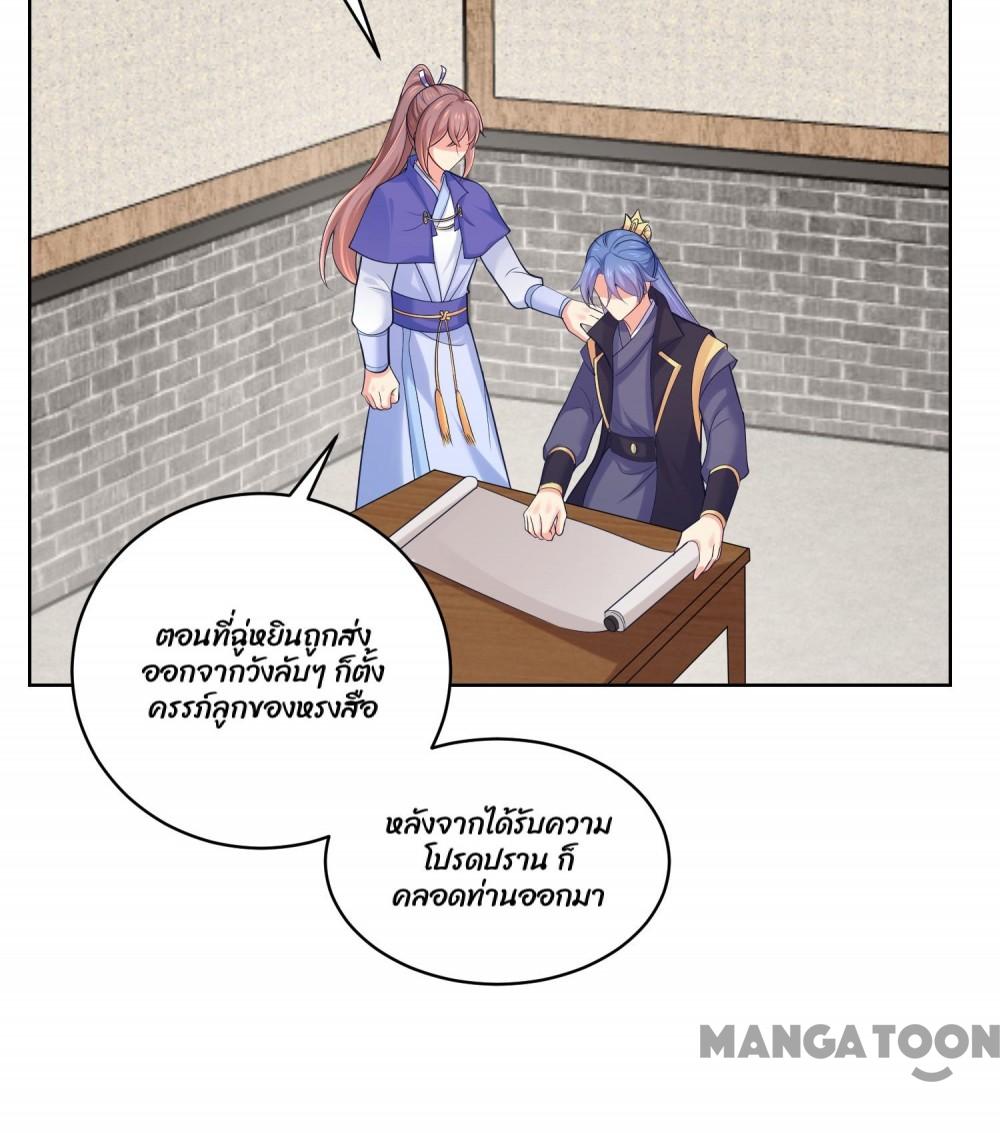 ตอนที่ฉู่หยินถูกส่ง
ออกจากวังลับๆ ก็ตั้ง
ครรภ์ลูกของหรงสือ
หลังจากได้รับความ
โปรดปราน ก็
คลอดท่านออกมา
MANGATOON